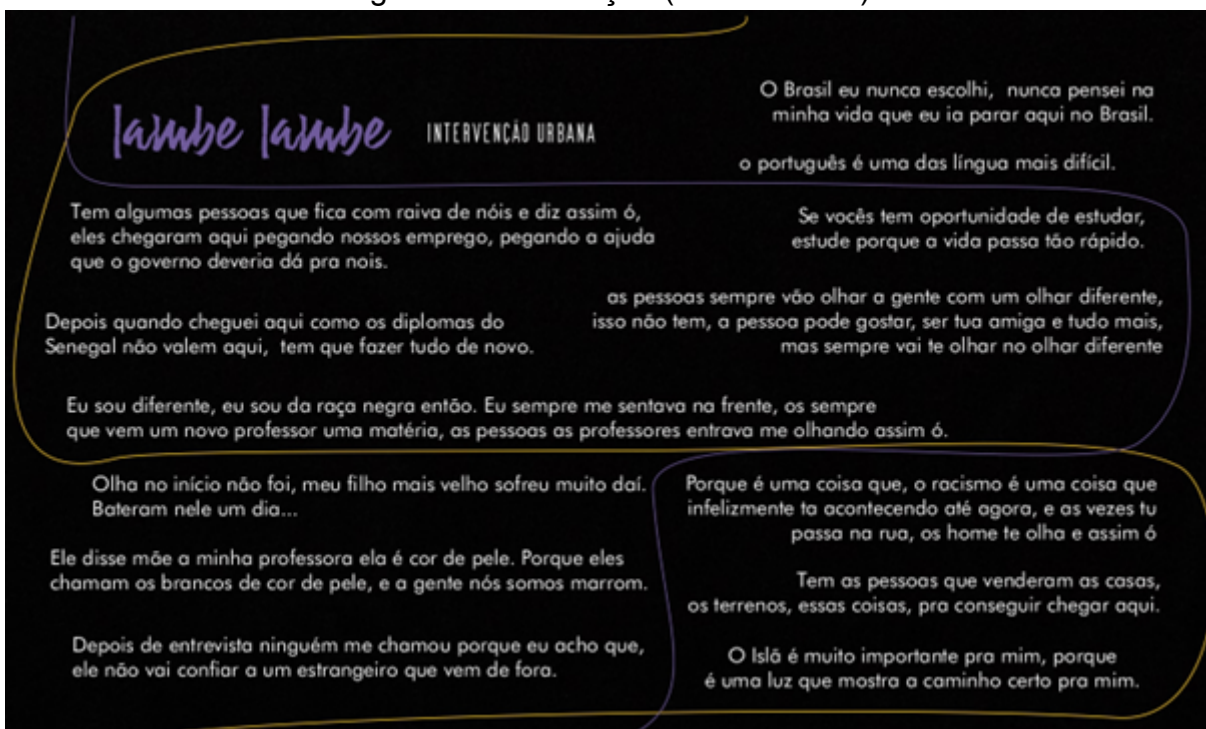 lambe lambe INTERVENÇÃO URBANA
O Brasil eu nunca escolhi, nunca pensei na
minha vida que eu ia parar aqui no Brasil.
o português é uma das língua mais difícil.
Tem algumas pessoas que fica com raiva de nóis e diz assim ó,
eles chegaram aqui pegando nossos emprego, pegando a ajuda
que o governo deveria dá pra nois.
Se vocês tem oportunidade de estudar,
estude porque a vida passa tão rápido.
Depois quando cheguei aqui como os diplomas do
Senegal não valem aqui, tem que fazer tudo de novo.
as pessoas sempre vão olhar a gente com um olhar diferente,
isso não tem, a pessoa pode gostar, ser tua amiga e tudo mais,
mas sempre vai te olhar no olhar diferente
Eu sou diferente, eu sou da raça negra então. Eu sempre me sentava na frente, os sempre
que vem um novo professor uma matéria, as pessoas as professores entrava me olhando assim ó.
Olha no início não foi, meu filho mais velho sofreu muito daí.
Bateram nele um dia...
Ele disse mãe a minha professora ela é cor de pele. Porque eles
chamam os brancos de cor de pele, e a gente nós somos marrom.
Depois de entrevista ninguém me chamou porque eu acho que,
ele não vai confiar a um estrangeiro que vem de fora.
Porque é uma coisa que, o racismo é uma coisa que
infelizmente ta acontecendo até agora, e as vezes tu
passa na rua, os home te olha e assim ó
Tem as pessoas que venderam as casas,
os terrenos, essas coisas, pra conseguir chegar aqui.
O Islã é muito importante pra mim, porque
é uma luz que mostra a caminho certo pra mim.